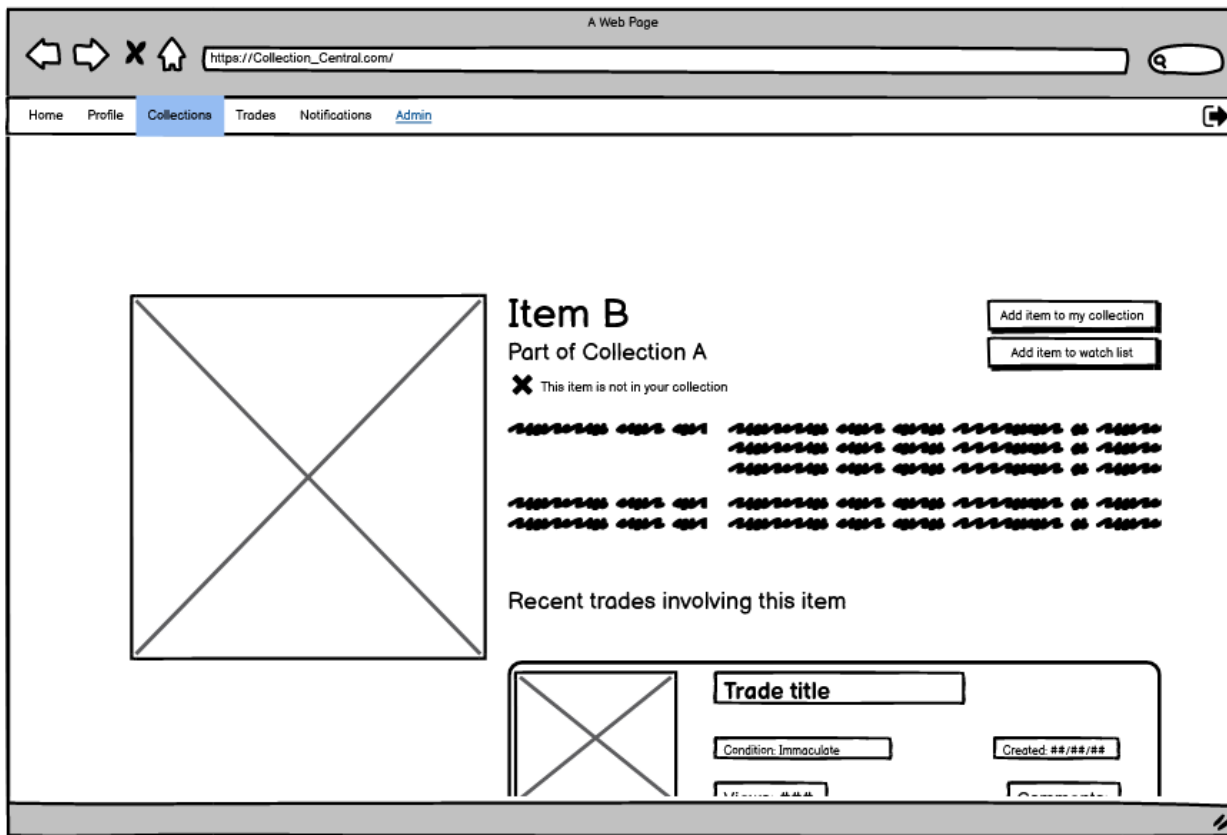 A Web Page
https://Collection_Central.com/
Home Profile Collections Trades Notifications Admin
Item B
Add item to my collection
Part of Collection A
Add item to watch list
This item is not in your collection
Recent trades involving this item
Trade title
Condition: Immaculate Created: ##/##/##
Views: ### Comments: